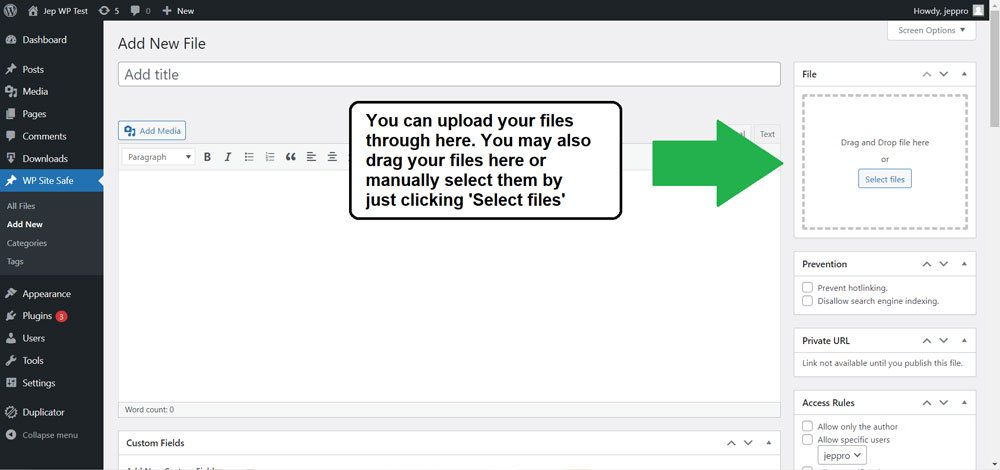 Jep WP Test 5 0 New Howdy, jeppro
Screen Options
Dashboard
Posts
Media
Pages
Comments
Downloads
WP Site Safe
All Files
Add New
Categories
Tags
Appearance
Plugins 3
Users
Tools
Settings
Duplicator
Collapse menu
Add New File
Add title
Add Media
Text
Paragraph
B I
You can upload your files
through here. You may also
drag your files here or
manually select them by
just clicking 'Select files'
Word count: 0
Custom Fields
File
Drag and Drop file here
or
Select files
Prevention
Prevent hotlinking.
Disallow search engine indexing.
Private URL
Link not available until you publish this file.
Access Rules
Allow only the author
Allow specific users
jeppro